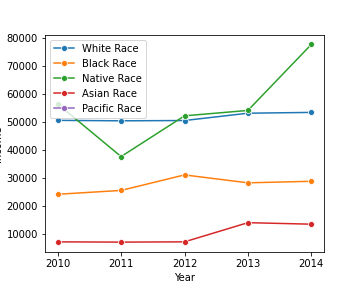 80000
70000
60000
50000
40000
30000
20000
10000
White Race
Black Race
Native Race
Asian Race
Pacific Race
2010 2011 2012 2013 2014
Year